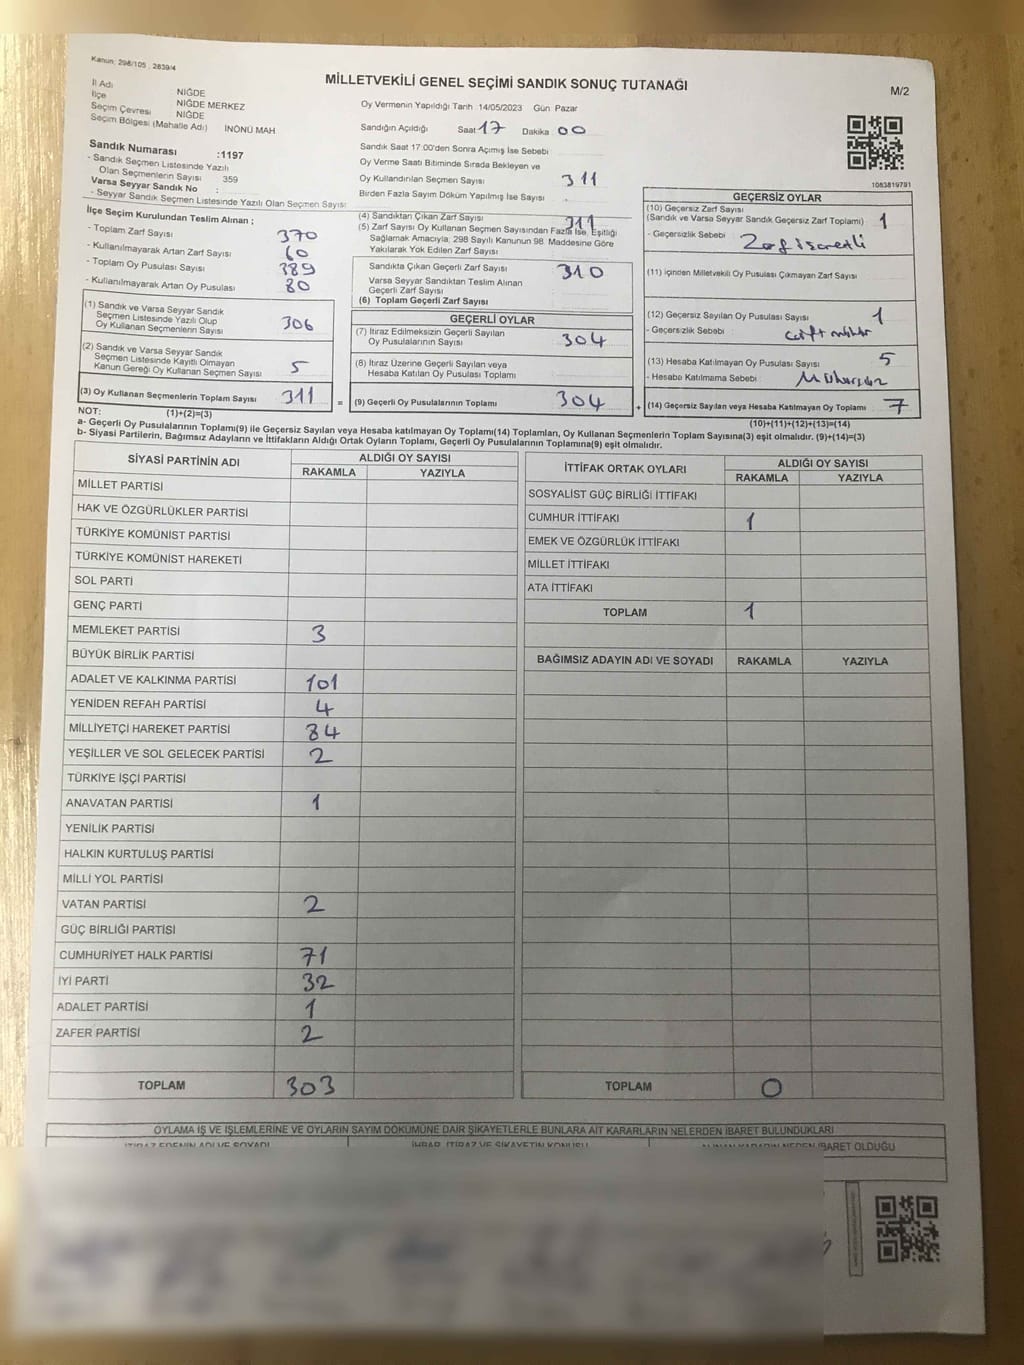 Kanun: 298/105 , 2839/4
MİLLETVEKİLİ GENEL SEÇİMİ SANDIK SONUÇ TUTANAĞI
M/2
İl Adı : NİĞDE
İlçe : NİĞDE MERKEZ
Seçim Çevresi : NİĞDE
Seçim Bölgesi (Mahalle Adı) : İNÖNÜ MAH
Sandık Numarası :1197
- Sandık Seçmen Listesinde Yazılı
Olan Seçmenlerin Sayısı : 359
Varsa Seyyar Sandık No :
- Seyyar Sandık Seçmen Listesinde Yazılı Olan Seçmen Sayısı :
Oy Vermenin Yapıldığı Tarih :14/05/2023 Gün :Pazar
Sandığın Açıldığı Saat 17 Dakika 00
Sandık Saat 17:00'den Sonra Açımış İse Sebebi
Oy Verme Saati Bitiminde Sırada Bekleyen ve
Oy Kullandırılan Seçmen Sayısı 311
Birden Fazla Sayım Döküm Yapılmış İse Sayısı
1083819791
İlçe Seçim Kurulundan Teslim Alınan ;
- Toplam Zarf Sayısı 370
- Kullanılmayarak Artan Zarf Sayısı 60
- Toplam Oy Pusulası Sayısı 389
- Kullanılmayarak Artan Oy Pusulası 80
(1) Sandık ve Varsa Seyyar Sandık
Seçmen Listesinde Yazılı Olup
Oy Kullanan Seçmenlerin Sayısı 306
(2) Sandık ve Varsa Seyyar Sandık
Seçmen Listesinde Kayıtlı Olmayan
Kanun Gereği Oy Kullanan Seçmen Sayısı 5
(3) Oy Kullanan Seçmenlerin Toplam Sayısı 311
(1)+(2)=(3)
(4) Sandıktan Çıkan Zarf Sayısı 311
(5) Zarf Sayısı Oy Kullanan Seçmen Sayısından Fazla İse, Eşitliği
Sağlamak Amacıyla, 298 Sayılı Kanunun 98. Maddesine Göre
Yakılarak Yok Edilen Zarf Sayısı
Sandıkta Çıkan Geçerli Zarf Sayısı 310
Varsa Seyyar Sandıktan Teslim Alınan
Geçerli Zarf Sayısı
(6) Toplam Geçerli Zarf Sayısı
GEÇERLİ OYLAR
(7) İtiraz Edilmeksizin Geçerli Sayılan
Oy Pusulalarının Sayısı 304
(8) İtiraz Üzerine Geçerli Sayılan veya
Hesaba Katılan Oy Pusulası Toplamı
= (9) Geçerli Oy Pusulalarının Toplamı 304 +
GEÇERSİZ OYLAR
(10) Geçersiz Zarf Sayısı
(Sandık ve Varsa Seyyar Sandık Geçersiz Zarf Toplamı) 1
- Geçersizlik Sebebi : Zarf işaretli
(11) İçinden Milletvekili Oy Pusulası Çıkmayan Zarf Sayısı
(12) Geçersiz Sayılan Oy Pusulası Sayısı 1
- Geçersizlik Sebebi : çift mühür
(13) Hesaba Katılmayan Oy Pusulası Sayısı 5
- Hesaba Katılmama Sebebi : Mühürsüz
(14) Geçersiz Sayılan veya Hesaba Katılmayan Oy Toplamı 7
(10)+(11)+(12)+(13)=(14)
NOT:
a- Geçerli Oy Pusulasının Toplamı(9) ile Geçersiz Sayılan veya Hesaba katılmayan Oy Toplamı(14) Toplamları, Oy Kullanan Seçmenlerin Toplam Sayısına(3) eşit olmalıdır. (9)+(14)=(3)
b- Siyasi Partilerin, Bağımsız Adayların ve İttifakların Aldığı Ortak Oyların Toplamı, Geçerli Oy Pusulalarının Toplamına(9) eşit olmalıdır.
SİYASİ PARTİNİN ADI ALDIĞI OY SAYISI
RAKAMLA YAZIYLA
MİLLET PARTİSİ
HAK VE ÖZGÜRLÜKLER PARTİSİ
TÜRKİYE KOMÜNİST PARTİSİ
TÜRKİYE KOMÜNİST HAREKETİ
SOL PARTİ
GENÇ PARTİ
MEMLEKET PARTİSİ 3
BÜYÜK BİRLİK PARTİSİ
ADALET VE KALKINMA PARTİSİ 101
YENİDEN REFAH PARTİSİ 4
MİLLİYETÇİ HAREKET PARTİSİ 84
YEŞİLLER VE SOL GELECEK PARTİSİ 2
TÜRKİYE İŞÇİ PARTİSİ
ANAVATAN PARTİSİ 1
YENİLİK PARTİSİ
HALKIN KURTULUŞ PARTİSİ
MİLLİ YOL PARTİSİ
VATAN PARTİSİ 2
GÜÇ BİRLİĞİ PARTİSİ
CUMHURİYET HALK PARTİSİ 71
İYİ PARTİ 32
ADALET PARTİSİ 1
ZAFER PARTİSİ 2
TOPLAM 303
İTTİFAK ORTAK OYLARI ALDIĞI OY SAYISI
RAKAMLA YAZIYLA
SOSYALİST GÜÇ BİRLİĞİ İTTİFAKI
CUMHUR İTTİFAKI 1
EMEK VE ÖZGÜRLÜK İTTİFAKI
MİLLET İTTİFAKI
ATA İTTİFAKI
TOPLAM 1
BAĞIMSIZ ADAYIN ADI VE SOYADI RAKAMLA YAZIYLA
TOPLAM 0
OYLAMA İŞ VE İŞLEMLERİNE VE OYLARIN SAYIM DÖKÜMÜNE DAİR ŞİKAYETLERLE BUNLARA AİT KARARLARIN NELERDEN İBARET BULUNDUKLARI
İTİRAZ EDENİN ADI VE SOYADI İHBAR, İTİRAZ VE ŞİKAYETİN KONUSU ALINAN KARARIN NEDEN İBARET OLDUĞU